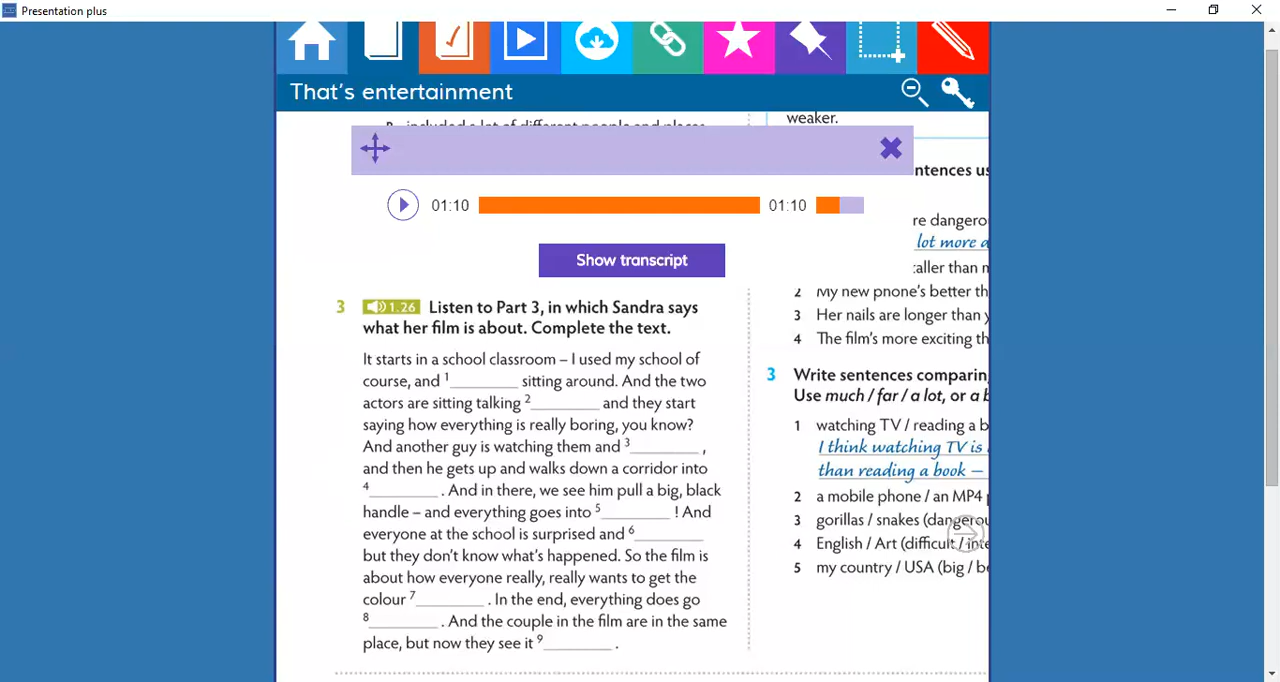 Presentation plus
That's entertainment
B included a lot of different people and places
01:10 01:10
Show transcript
3 1.26 Listen to Part 3, in which Sandra says
what her film is about. Complete the text.
It starts in a school classroom – I used my school of
course, and 1________ sitting around. And the two
actors are sitting talking 2________ and they start
saying how everything is really boring, you know?
And another guy is watching them and 3________ ,
and then he gets up and walks down a corridor into
4________ . And in there, we see him pull a big, black
handle – and everything goes into 5________ ! And
everyone at the school is surprised and 6________
but they don't know what's happened. So the film is
about how everyone really, really wants to get the
colour 7________ . In the end, everything does go
8________ . And the couple in the film are in the same
place, but now they see it 9________ .
weaker.
ntences us
re dangero
lot more a
taller than m
2 My new phone's better th
3 Her nails are longer than y
4 The film's more exciting th
3 Write sentences comparing
Use much / far / a lot, or a b
1 watching TV / reading a b
I think watching TV is
than reading a book –
2 a mobile phone / an MP4 p
3 gorillas / snakes (dangerou
4 English / Art (difficult / inte
5 my country / USA (big / be